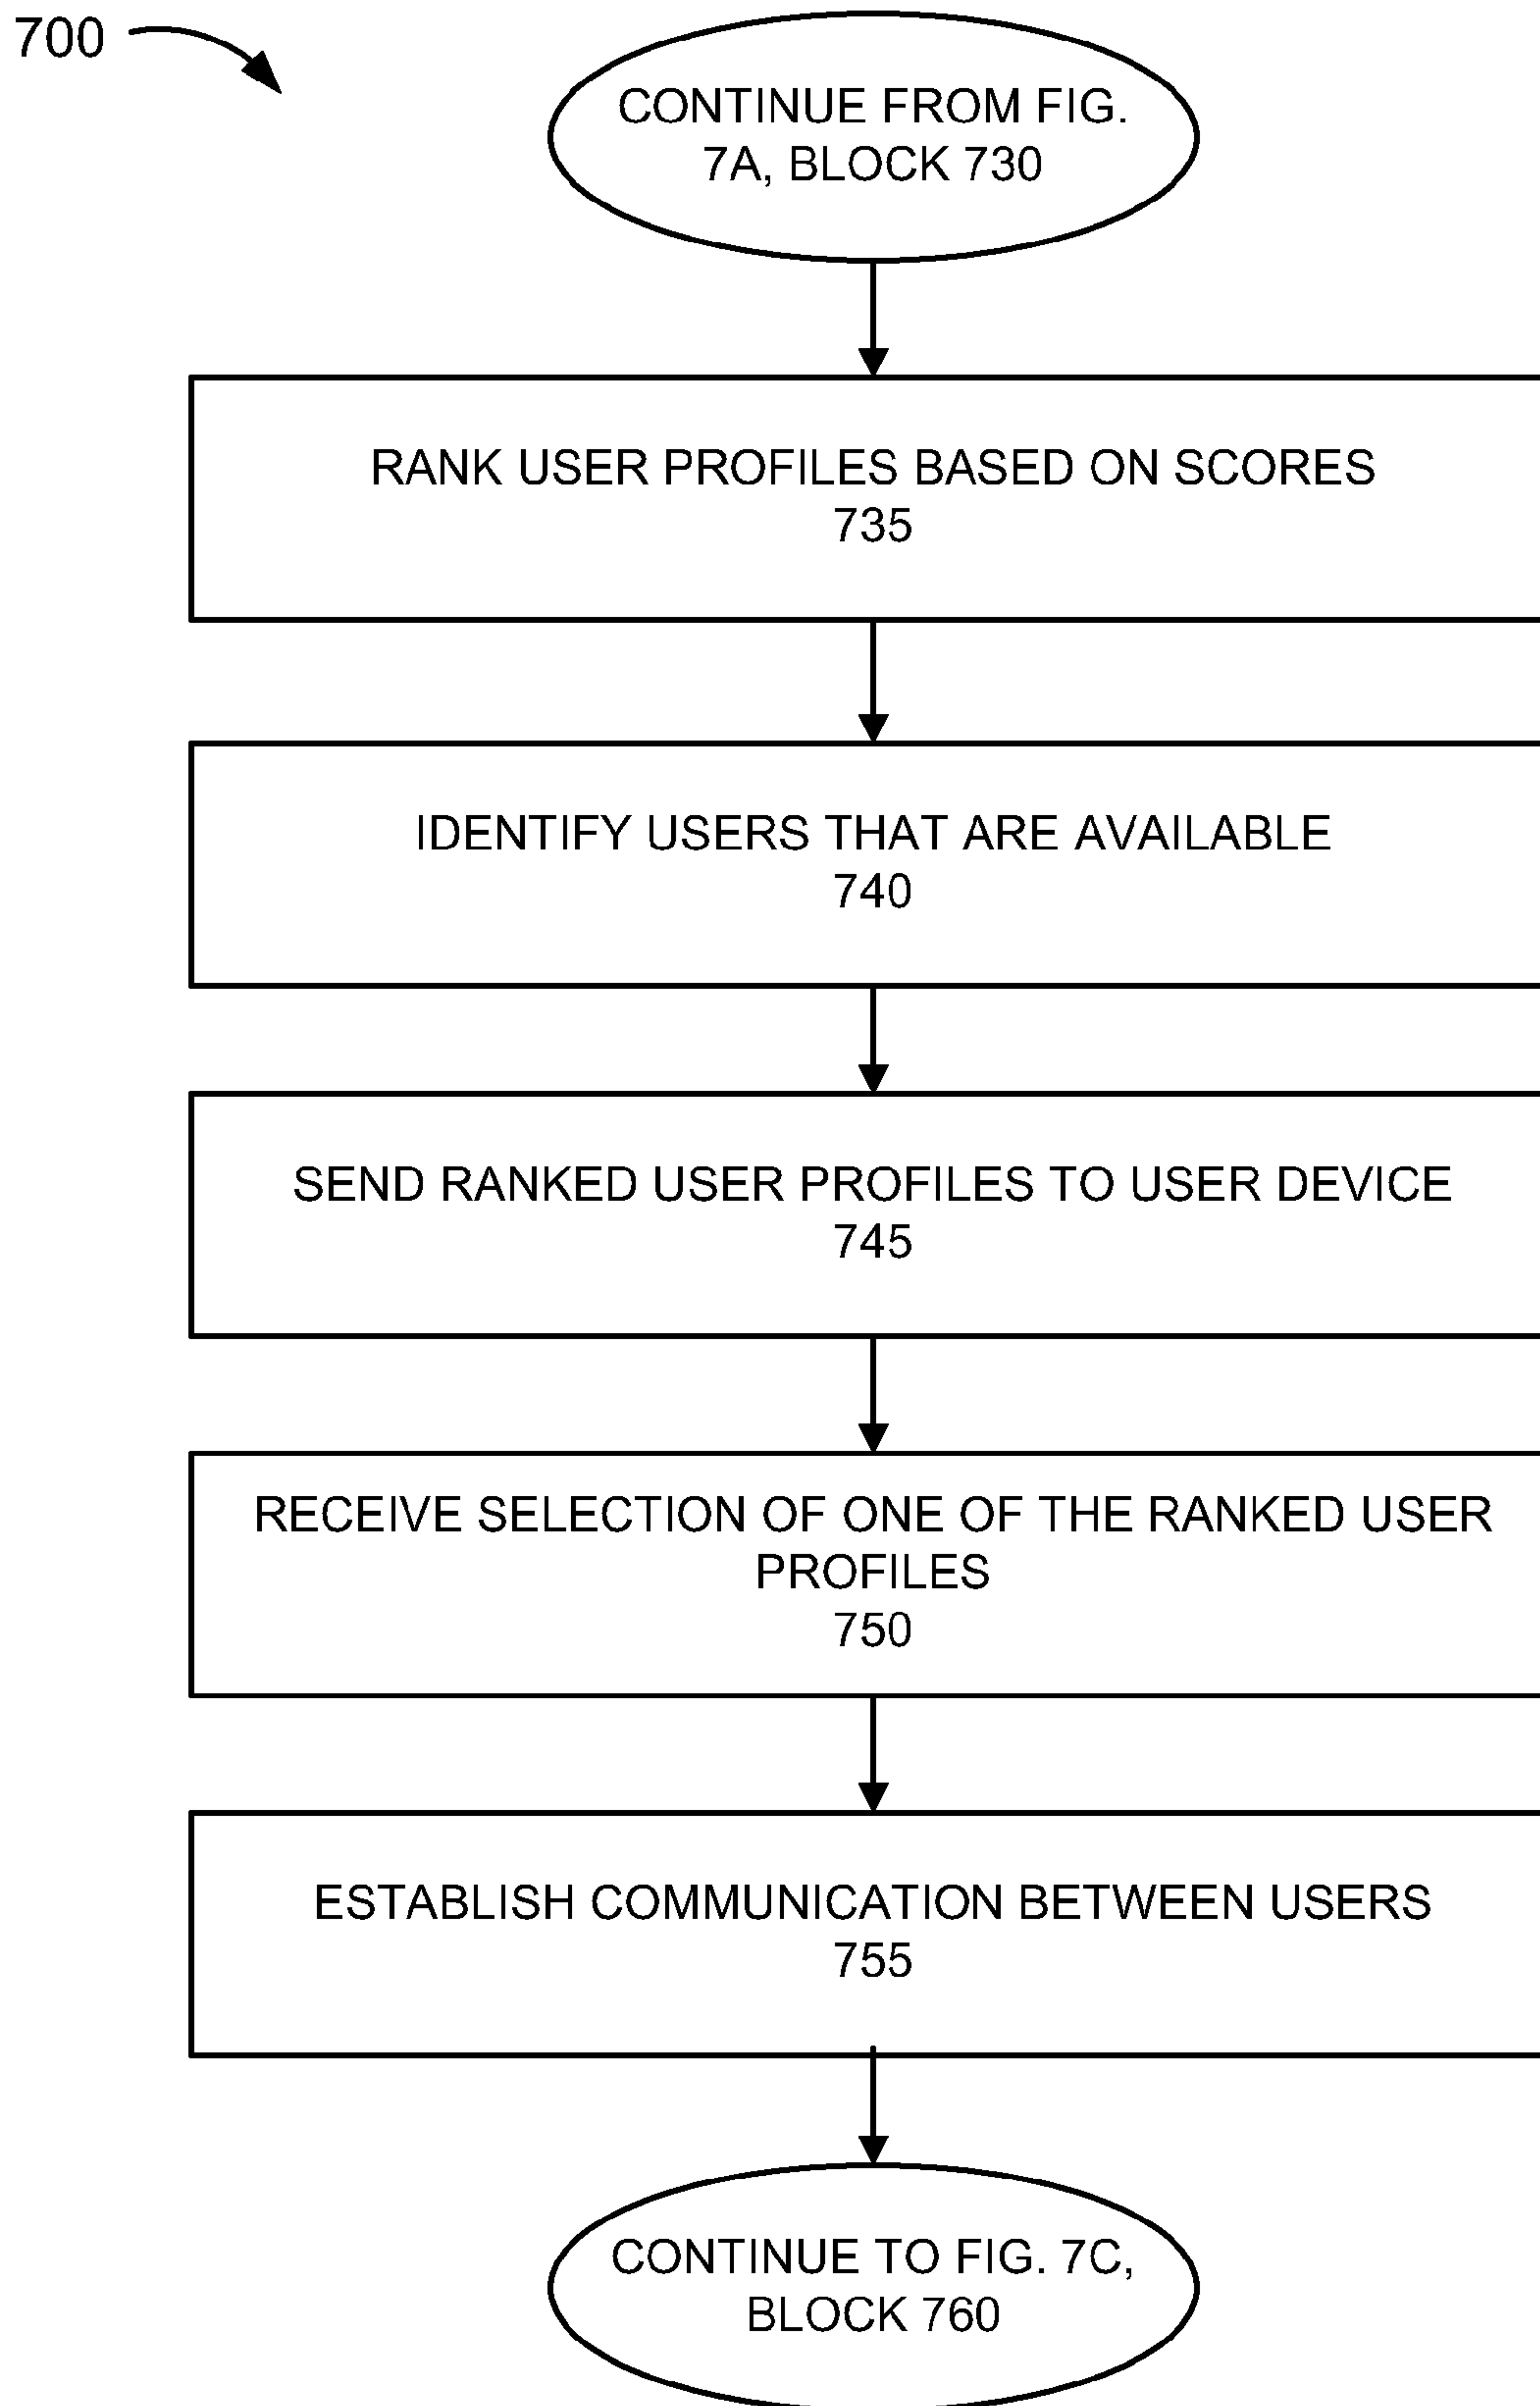 700
CONTINUE FROM FIG.
7A, BLOCK 730
RANK USER PROFILES BASED ON SCORES
735
IDENTIFY USERS THAT ARE AVAILABLE
740
SEND RANKED USER PROFILES TO USER DEVICE
745
RECEIVE SELECTION OF ONE OF THE RANKED USER
PROFILES
750
ESTABLISH COMMUNICATION BETWEEN USERS
755
CONTINUE TO FIG. 7C,
BLOCK 760